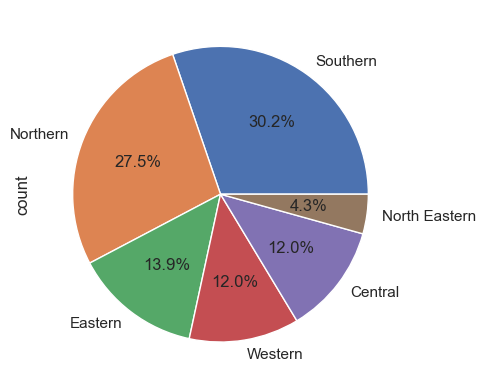 Southern
30.2%
Northern
27.5%
count
4.3%
North Eastern
13.9%
12.0%
12.0%
Central
Eastern
Western